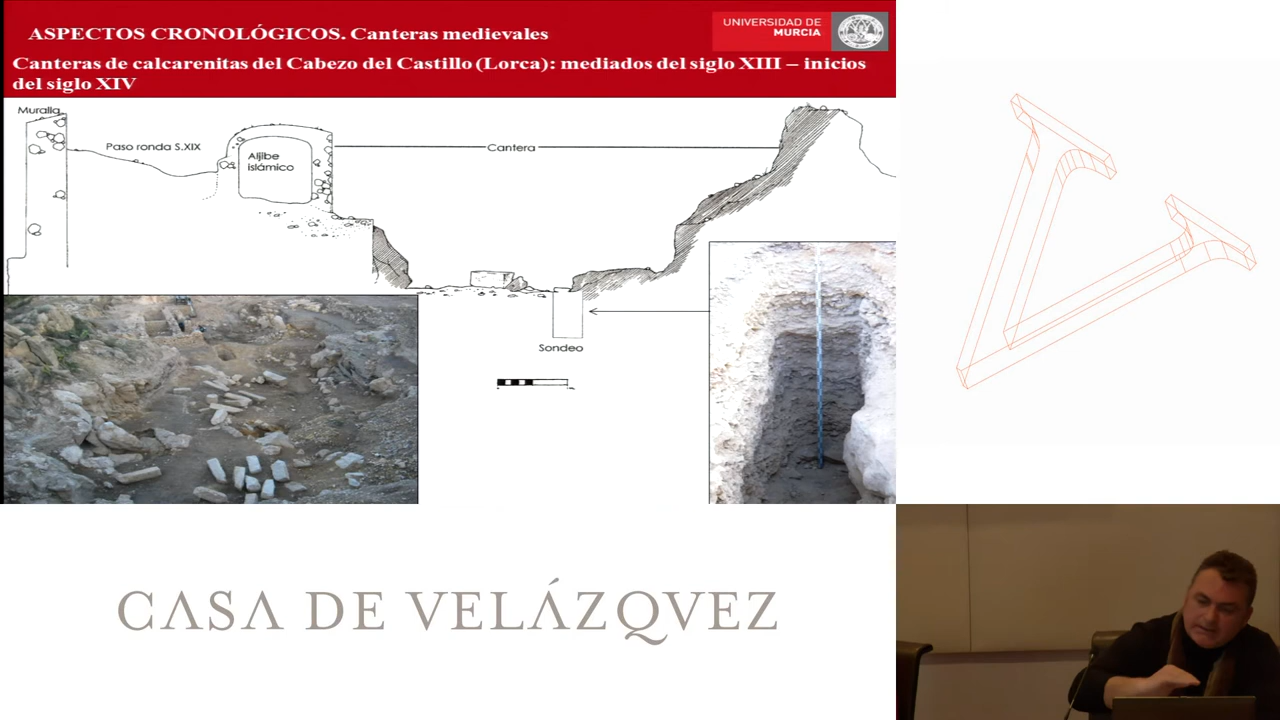 ASPECTOS CRONOLÓGICOS. Canteras medievales
UNIVERSIDAD DE
MURCIA
Canteras de calcarenitas del Cabezo del Castillo (Lorca): mediados del siglo XIII – inicios
del siglo XIV
Muralla
Paso ronda S.XIX
Aljibe
islámico
Cantera
Sondeo
CASA DE VELÁZQVEZ